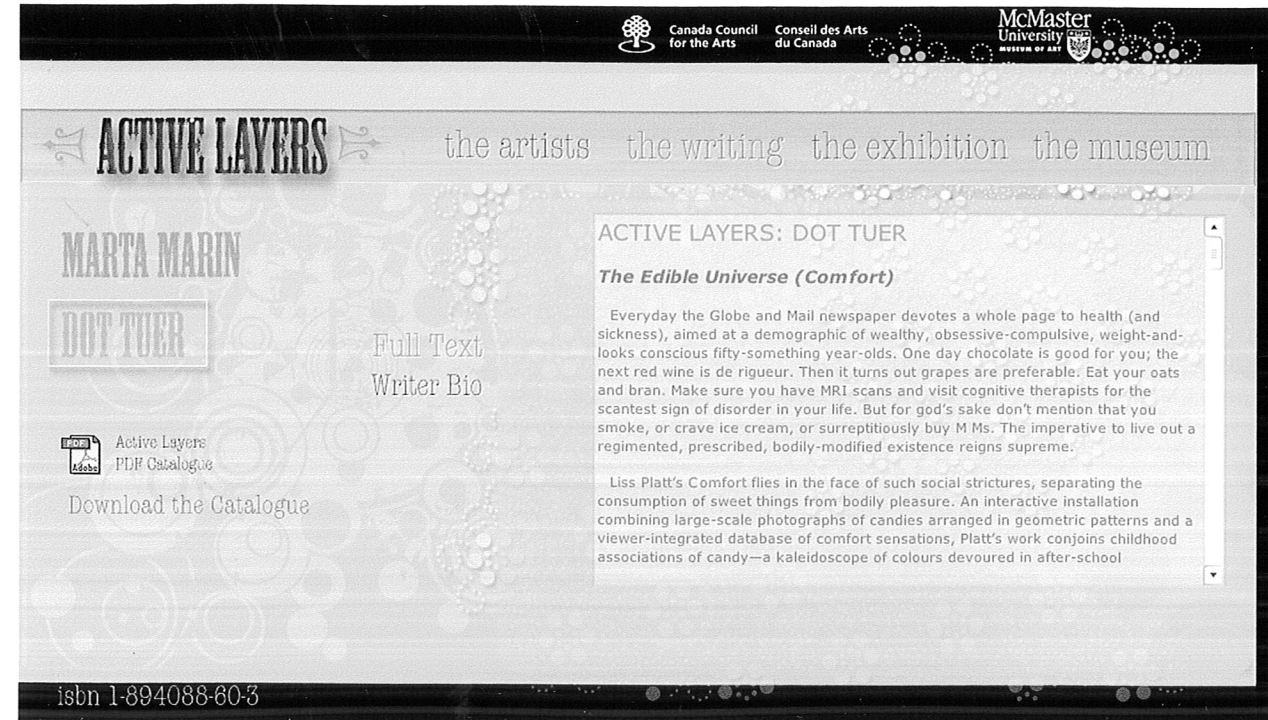 Canada Council Conseil des Arts
for the Arts du Canada
McMaster
University
MUSEUM OF ART
ACTIVE LAYERS
the artists the writing the exhibition the museum
MARTA MARIN
DOT TUER
Full Text
Writer Bio
PDF
Adobe
Active Layers
PDF Catalogue
Download the Catalogue
ACTIVE LAYERS: DOT TUER
The Edible Universe (Comfort)
Everyday the Globe and Mail newspaper devotes a whole page to health (and
sickness), aimed at a demographic of wealthy, obsessive-compulsive, weight-and-
looks conscious fifty-something year-olds. One day chocolate is good for you; the
next red wine is de rigueur. Then it turns out grapes are preferable. Eat your oats
and bran. Make sure you have MRI scans and visit cognitive therapists for the
scantest sign of disorder in your life. But for god's sake don't mention that you
smoke, or crave ice cream, or surreptitiously buy M Ms. The imperative to live out a
regimented, prescribed, bodily-modified existence reigns supreme.
Liss Platt's Comfort flies in the face of such social strictures, separating the
consumption of sweet things from bodily pleasure. An interactive installation
combining large-scale photographs of candies arranged in geometric patterns and a
viewer-integrated database of comfort sensations, Platt's work conjoins childhood
associations of candy—a kaleidoscope of colours devoured in after-school
isbn 1-894088-60-3